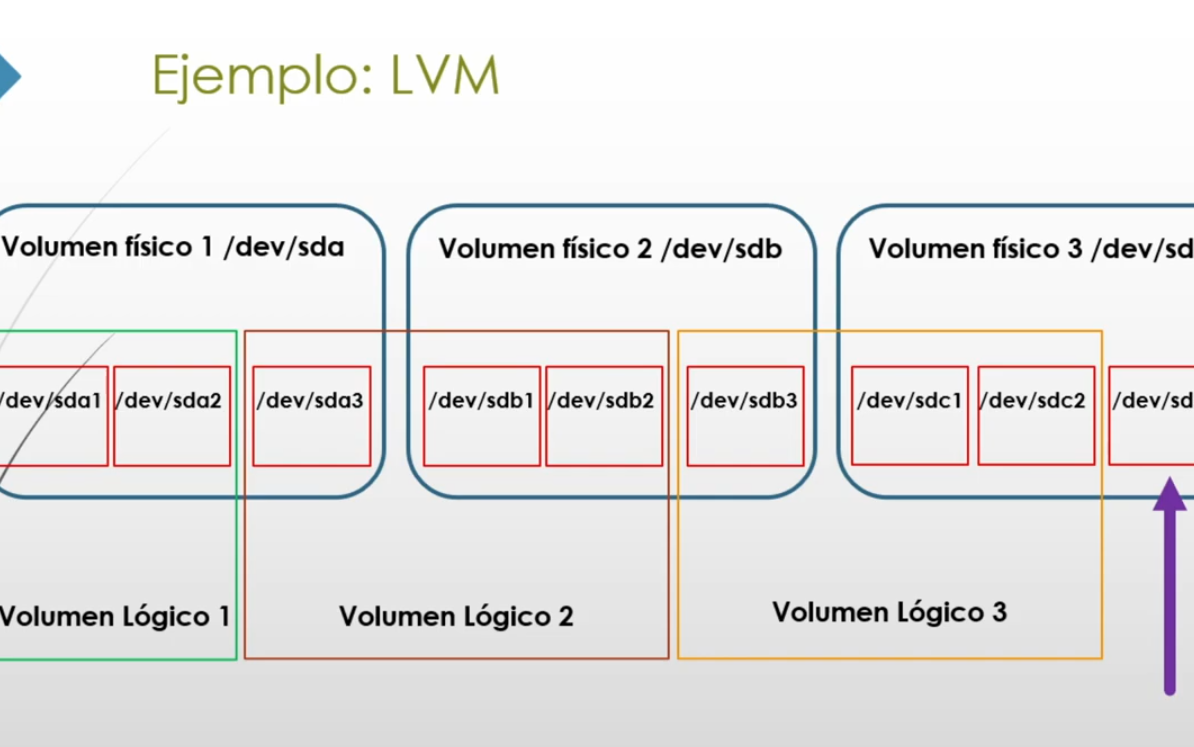 Ejemplo: LVM
Volumen físico 1 /dev/sda
Volumen físico 2 /dev/sdb
Volumen físico 3 /dev/sd
/dev/sda1
/dev/sda2
/dev/sda3
/dev/sdb1
/dev/sdb2
/dev/sdb3
/dev/sdc1
/dev/sdc2
/dev/sd
Volumen Lógico 1
Volumen Lógico 2
Volumen Lógico 3